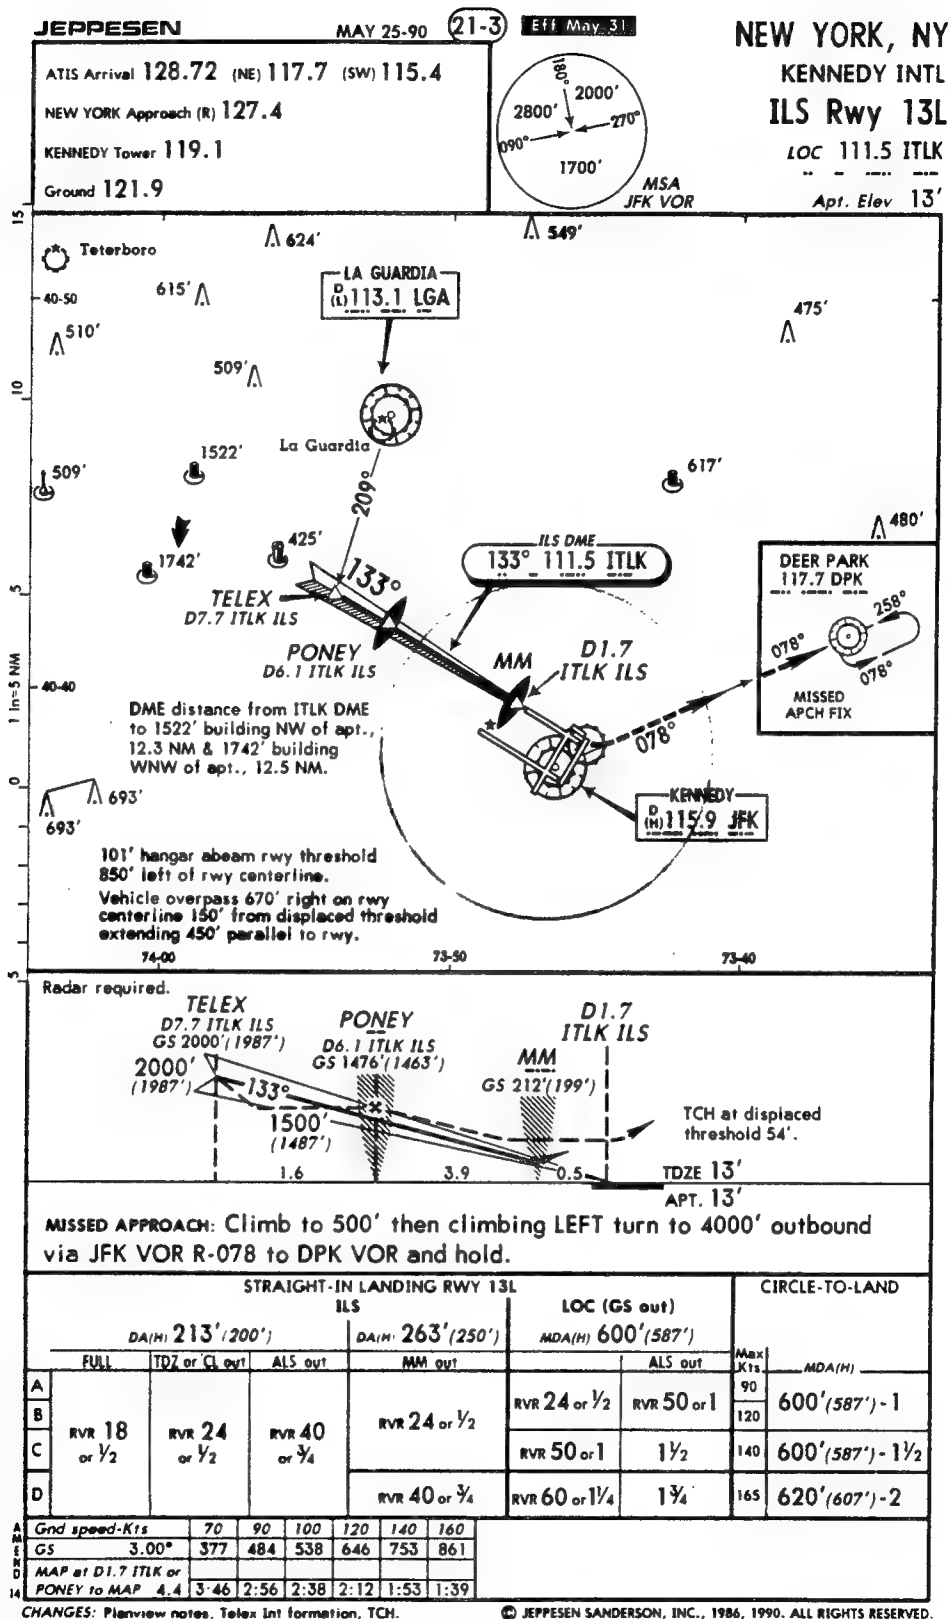 JEPPESEN MAY 25-90 21-3 Eff May 31
NEW YORK, NY
KENNEDY INTL
ILS Rwy 13L
LOC 111.5 ITLK
Apt. Elev 13'
ATIS Arrival 128.72 (NE) 117.7 (SW) 115.4
NEW YORK Approach (R) 127.4
KENNEDY Tower 119.1
Ground 121.9
180°
2800' 2000'
090° 270°
1700'
MSA
JFK VOR
15
Teterboro
624'
549'
LA GUARDIA
D
(L) 113.1 LGA
40-50
615'
475'
510'
509'
10
La Guardia
1522'
509'
209°
617'
480'
1742'
425'
133°
ILS DME
133° 111.5 ITLK
DEER PARK
117.7 DPK
258°
078°
078°
MISSED
APCH FIX
5
TELEX
D7.7 ITLK ILS
PONEY
D6.1 ITLK ILS
MM
D1.7
ITLK ILS
1 in=5 NM
40-40
078°
DME distance from ITLK DME
to 1522' building NW of apt.,
12.3 NM & 1742' building
WNW of apt., 12.5 NM.
0
693'
693'
KENNEDY
D
(H) 115.9 JFK
101' hangar abeam rwy threshold
850' left of rwy centerline.
Vehicle overpass 670' right on rwy
centerline 150' from displaced threshold
extending 450' parallel to rwy.
74-00 73-50 73-40
5
Radar required.
TELEX
D7.7 ITLK ILS
GS 2000'(1987')
2000'
(1987')
133°
PONEY
D6.1 ITLK ILS
GS 1476'(1463')
1500'
(1487')
MM
GS 212'(199')
D1.7
ITLK ILS
TCH at displaced
threshold 54'.
1.6 3.9 0.5
TDZE 13'
APT. 13'
MISSED APPROACH: Climb to 500' then climbing LEFT turn to 4000' outbound
via JFK VOR R-078 to DPK VOR and hold.
STRAIGHT-IN LANDING RWY 13L CIRCLE-TO-LAND
ILS LOC (GS out)
DA(H) 213'(200') DA(H) 263'(250') MDA(H) 600'(587')
FULL TDZ or CL out ALS out MM out ALS out Max Kts MDA(H)
A
B
C
D
RVR 18 or 1/2
RVR 24 or 1/2
RVR 40 or 3/4
RVR 24 or 1/2
RVR 40 or 3/4
RVR 24 or 1/2 RVR 50 or 1
RVR 50 or 1 1 1/2
RVR 60 or 1 1/4 1 3/4
90
120
600'(587')-1
140 600'(587')-1 1/2
165 620'(607')-2
Gnd speed-Kts 70 90 100 120 140 160
GS 3.00° 377 484 538 646 753 861
MAP at D1.7 ITLK or
PONEY to MAP 4.4 3:46 2:56 2:38 2:12 1:53 1:39
AMEND 14
CHANGES: Planview notes, Telex Int formation, TCH. © JEPPESEN SANDERSON, INC., 1986, 1990. ALL RIGHTS RESERVED.